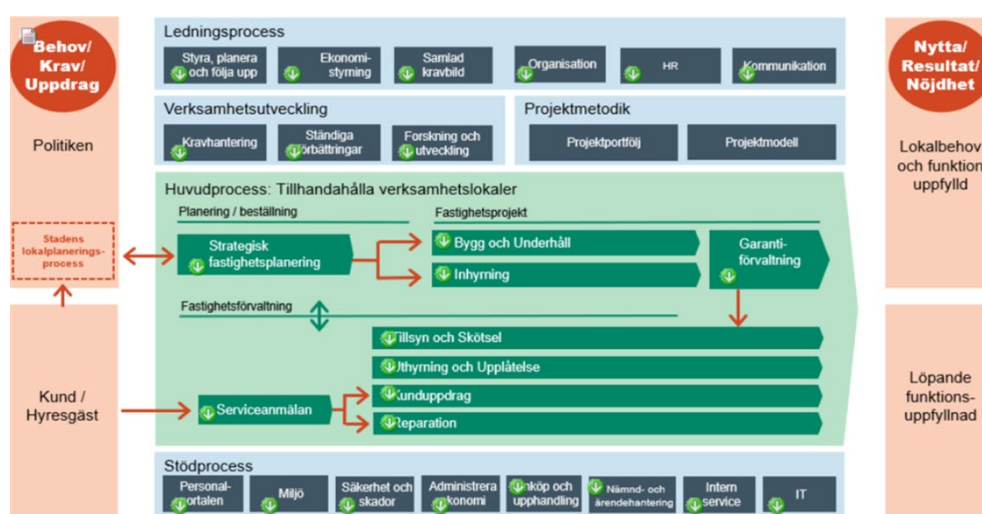 Behov/
Krav/
Uppdrag
Politiken
Stadens
lokalplanerings-
process
Kund /
Hyresgäst
Ledningsprocess
Styra, planera
och följa upp
Ekonomi-
styrning
Samlad
kravbild
Organisation
HR
Kommunikation
Verksamhetsutveckling
Kravhantering
Ständiga
förbättringar
Forskning och
utveckling
Projektmetodik
Projektportfölj
Projektmodell
Huvudprocess: Tillhandahålla verksamhetslokaler
Planering / beställning
Strategisk
fastighetsplanering
Fastighetsprojekt
Bygg och Underhåll
Inhyrning
Garanti-
förvaltning
Fastighetsförvaltning
Tillsyn och Skötsel
Uthyrning och Upplåtelse
Kunduppdrag
Reparation
Serviceanmälan
Stödprocess
Personal-
portalen
Miljö
Säkerhet och
skador
Administrera
ekonomi
Inköp och
upphandling
Nämnd- och
ärendehantering
Intern
service
IT
Nytta/
Resultat/
Nöjdhet
Lokalbehov
och funktion
uppfylld
Löpande
funktions-
uppfyllnad